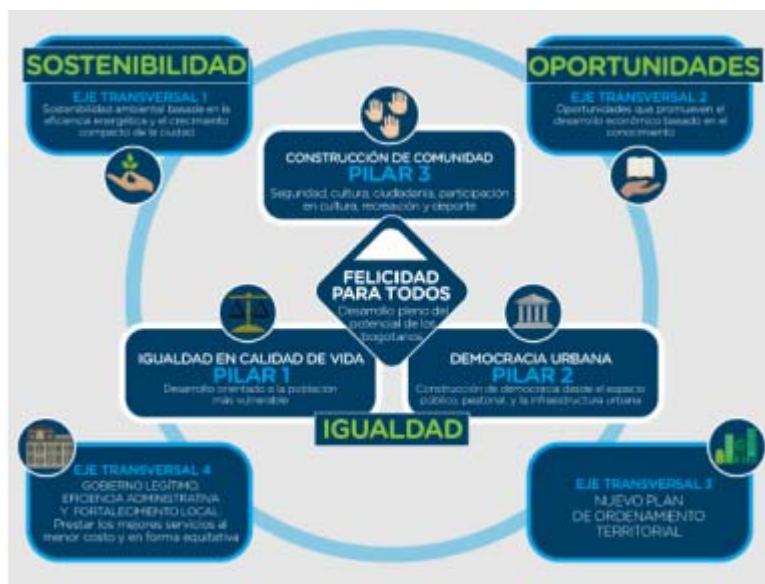 SOSTENIBILIDAD
EJE TRANSVERSAL 1
Sostenibilidad ambiental basada en la
eficiencia energética y el crecimiento
compacto de la ciudad
OPORTUNIDADES
EJE TRANSVERSAL 2
Oportunidades que promueven el
desarrollo económico basado en el
conocimiento
CONSTRUCCIÓN DE COMUNIDAD
PILAR 3
Seguridad, cultura, ciudadanía, participación
en cultura, recreación y deporte
FELICIDAD
PARA TODOS
Desarrollo pleno del
potencial de los
bogotanos
IGUALDAD EN CALIDAD DE VIDA
PILAR 1
Desarrollo orientado a la población
más vulnerable
DEMOCRACIA URBANA
PILAR 2
Construcción de democracia desde el espacio
público, peatonal, y la infraestructura urbana
IGUALDAD
EJE TRANSVERSAL 4
GOBIERNO LEGÍTIMO,
EFICIENCIA ADMINISTRATIVA
Y FORTALECIMIENTO LOCAL
Prestar los mejores servicios al
menor costo y en forma equitativa
EJE TRANSVERSAL 3
NUEVO PLAN
DE ORDENAMIENTO
TERRITORIAL